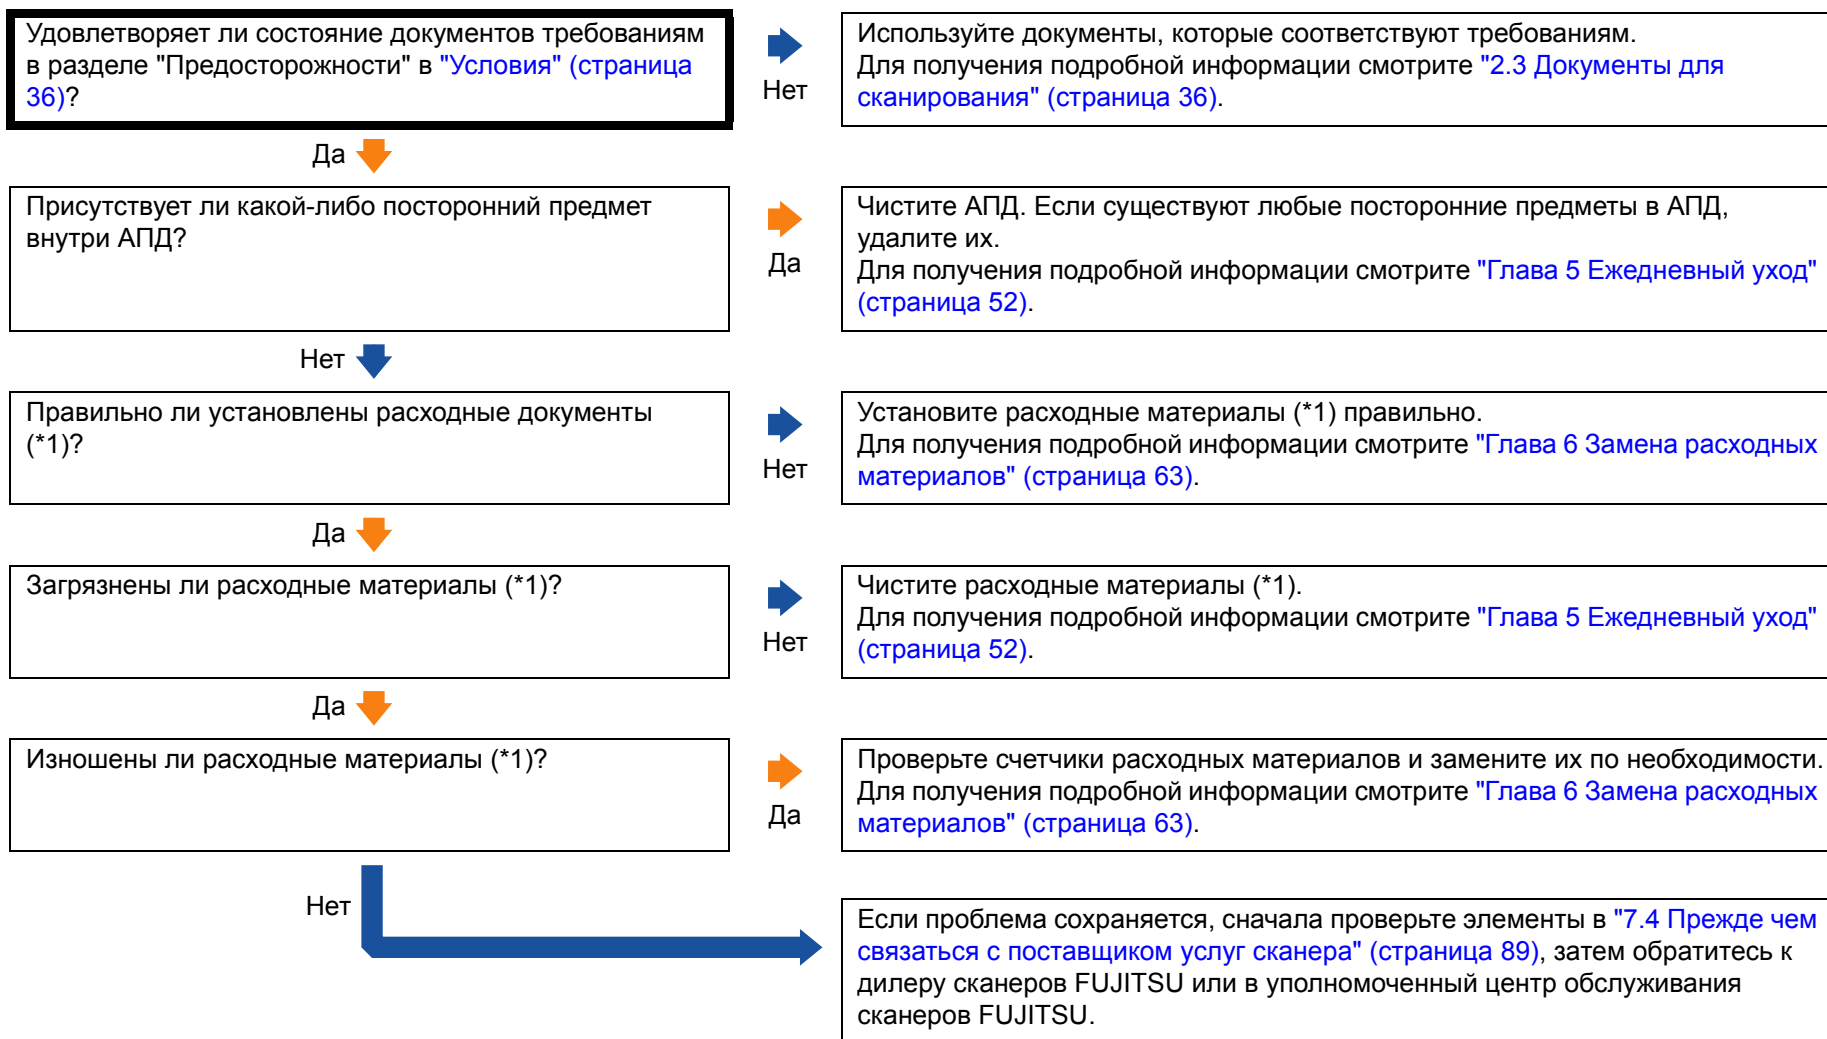 Удовлетворяет ли состояние документов требованиям
в разделе "Предосторожности" в "Условия" (страница
36)?
Нет
Используйте документы, которые соответствуют требованиям.
Для получения подробной информации смотрите "2.3 Документы для
сканирования" (страница 36).
Да
Присутствует ли какой-либо посторонний предмет
внутри АПД?
Да
Чистите АПД. Если существуют любые посторонние предметы в АПД,
удалите их.
Для получения подробной информации смотрите "Глава 5 Ежедневный уход"
(страница 52).
Нет
Правильно ли установлены расходные документы
(*1)?
Нет
Установите расходные материалы (*1) правильно.
Для получения подробной информации смотрите "Глава 6 Замена расходных
материалов" (страница 63).
Да
Загрязнены ли расходные материалы (*1)?
Нет
Чистите расходные материалы (*1).
Для получения подробной информации смотрите "Глава 5 Ежедневный уход"
(страница 52).
Да
Изношены ли расходные материалы (*1)?
Да
Проверьте счетчики расходных материалов и замените их по необходимости.
Для получения подробной информации смотрите "Глава 6 Замена расходных
материалов" (страница 63).
Нет
Если проблема сохраняется, сначала проверьте элементы в "7.4 Прежде чем
связаться с поставщиком услуг сканера" (страница 89), затем обратитесь к
дилеру сканеров FUJITSU или в уполномоченный центр обслуживания
сканеров FUJITSU.